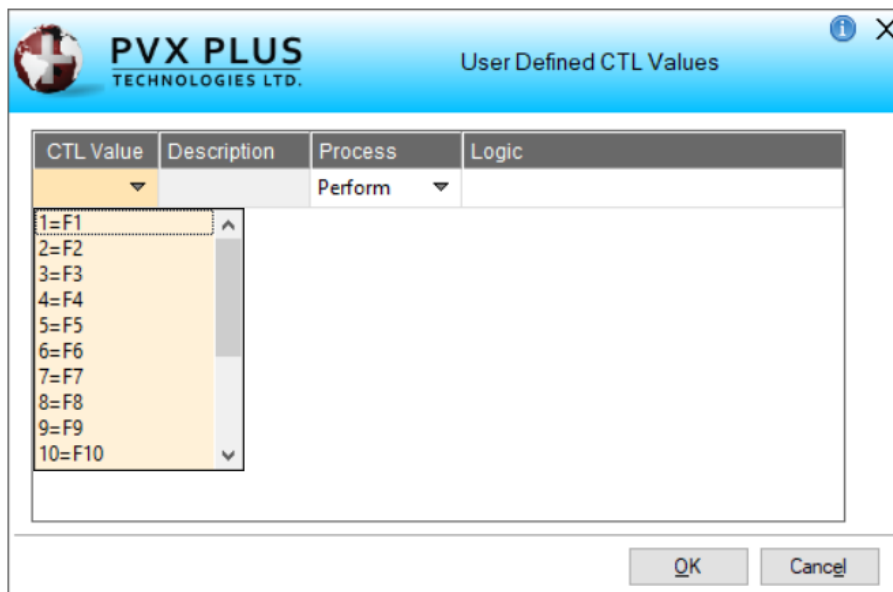 PVX PLUS
TECHNOLOGIES LTD.
User Defined CTL Values
CTL Value Description Process Logic
Perform
1=F1
2=F2
3=F3
4=F4
5=F5
6=F6
7=F7
8=F8
9=F9
10=F10
OK Cancel